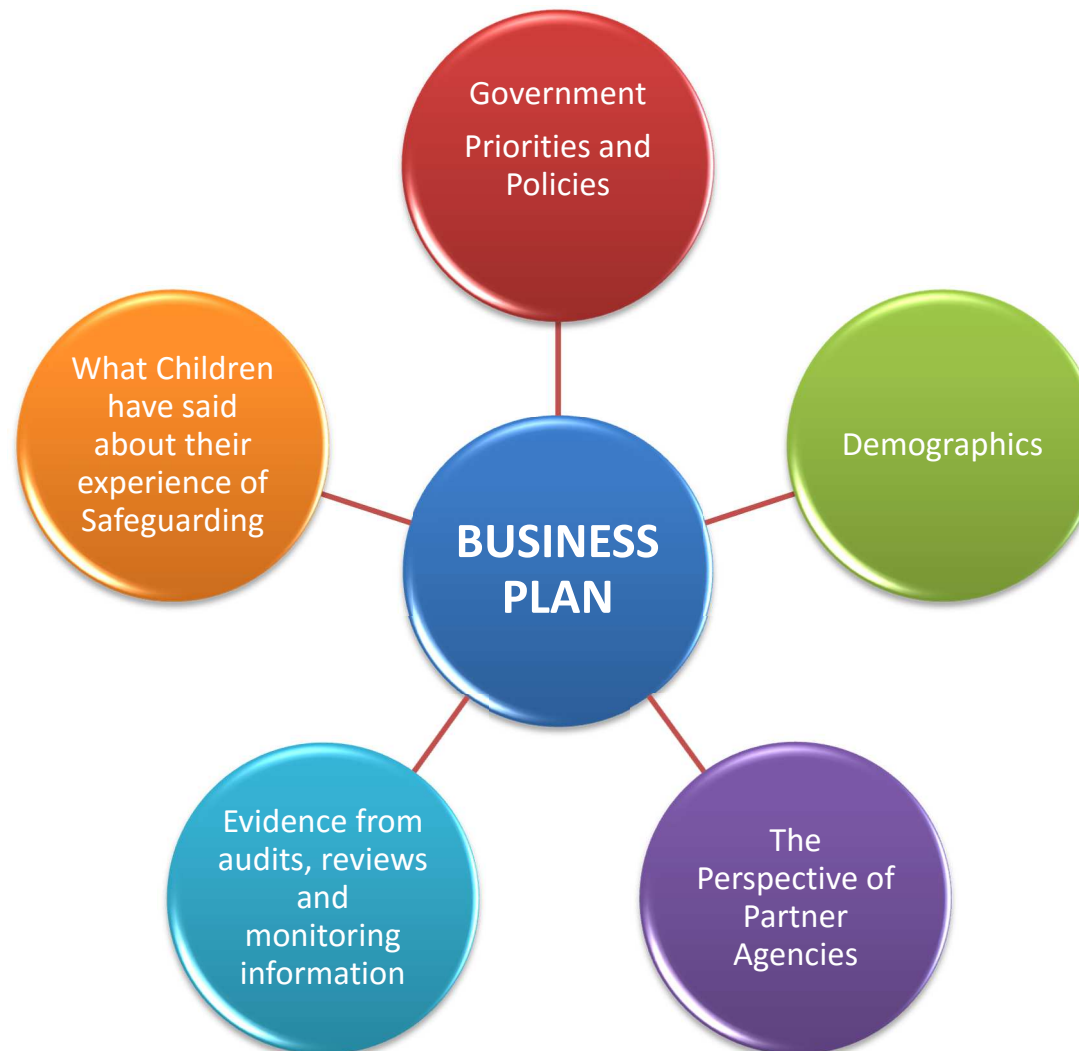 Government
Priorities and
Policies
What Children
have said
about their
experience of
Safeguarding
Demographics
BUSINESS
PLAN
Evidence from
audits, reviews
and
monitoring
information
The
Perspective of
Partner
Agencies